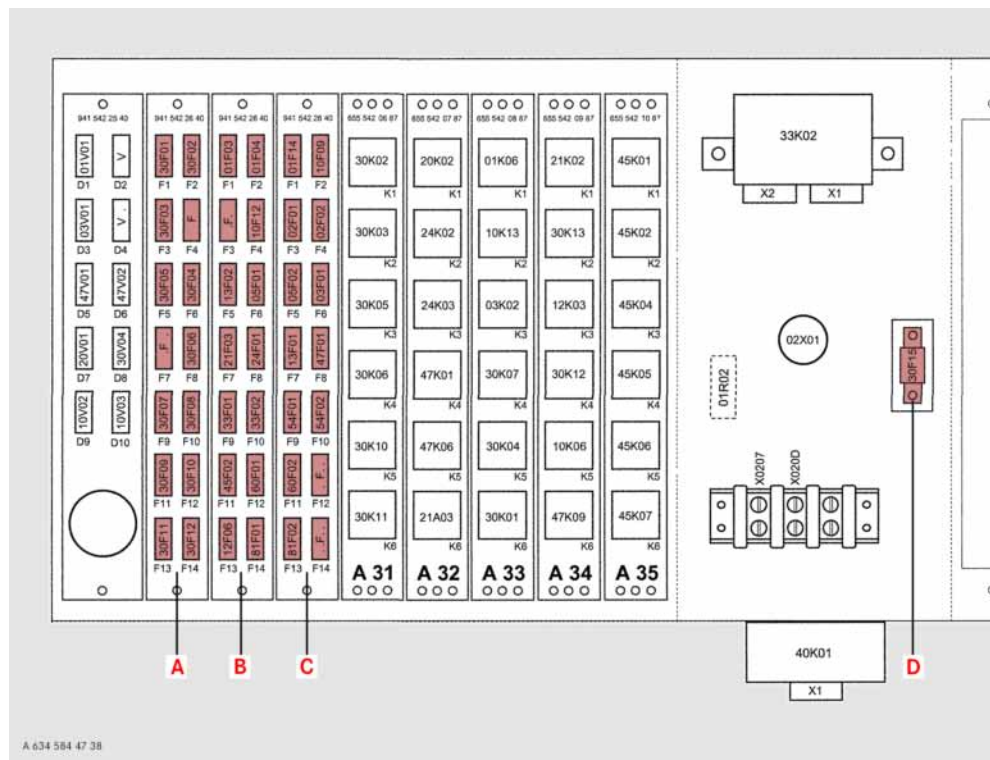 941 542 25 40
941 542 26 40
941 542 26 40
941 542 26 40
655 542 06 87
655 542 07 87
655 542 08 87
655 542 09 87
655 542 10 87
33K02
X2 X1
01V01 V 30F01 30F02 01F03 01F04 01F14 10F09 30K02 20K02 01K06 21K02 45K01
D1 D2 F1 F2 F1 F2 F1 F2 K1 K1 K1 K1 K1
03V01 V. 30F03 F .F. 10F12 02F01 02F02 30K03 24K02 10K13 30K13 45K02
D3 D4 F3 F4 F3 F4 F3 F4 K2 K2 K2 K2 K2
47V01 47V02 30F05 30F04 13F02 05F01 05F02 03F01 30K05 24K03 03K02 12K03 45K04
D5 D6 F5 F6 F5 F6 F5 F6 K3 K3 K3 K3 K3
02X01
20V01 30V04 .F. 30F06 21F03 24F01 13F01 47F01 30K06 47K01 30K07 30K12 45K05
D7 D8 F7 F8 F7 F8 F7 F8 K4 K4 K4 K4 K4
01R02
30F15
10V02 10V03 30F07 30F08 33F01 33F02 54F01 54F02 30K10 47K06 30K04 10K06 45K06
D9 D10 F9 F10 F9 F10 F9 F10 K5 K5 K5 K5 K5
30F09 30F10 45F02 60F01 60F02 .F. 30K11 21A03 30K01 47K09 45K07
F11 F12 F11 F12 F11 F12 K6 K6 K6 K6 K6
X0207 X020D
30F11 30F12 12F06 81F01 81F02 .F.
F13 F14 F13 F14 F13 F14
A 31 A 32 A 33 A 34 A 35
A B C D
40K01
X1
A 634 584 47 38